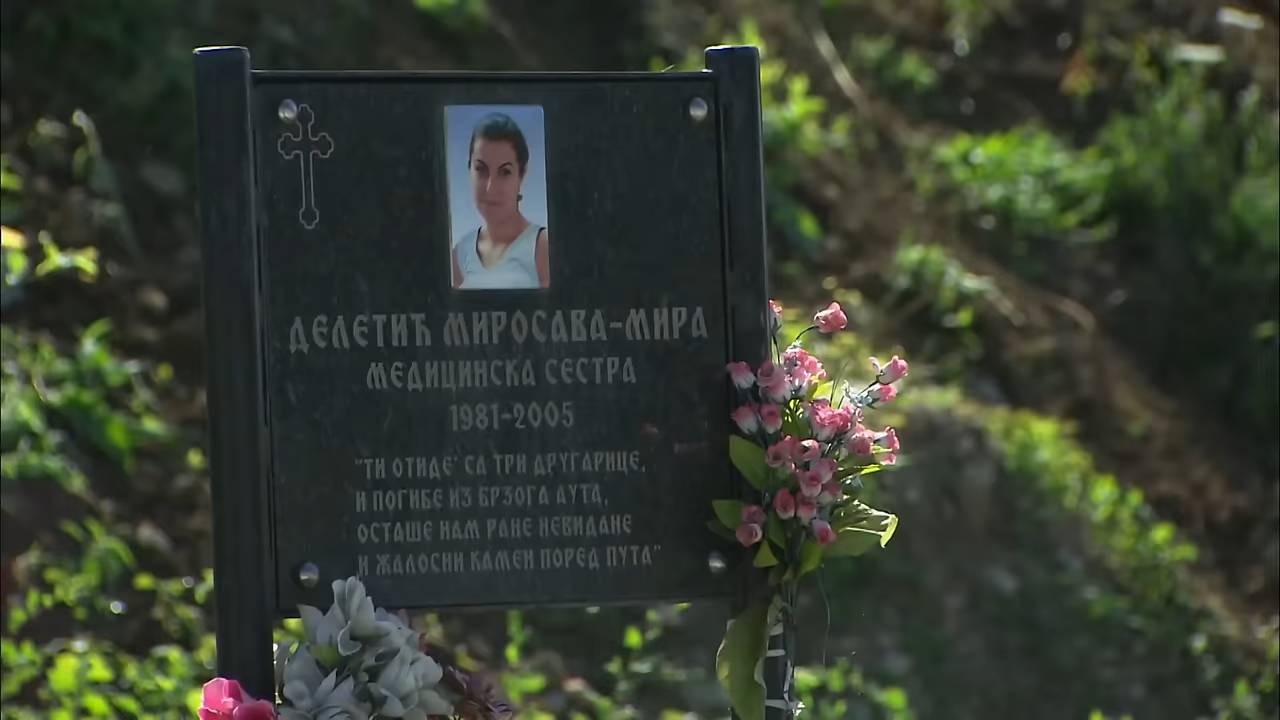 ДЕЛЕТИЋ МИРОСАВА-МИРА
МЕДИЦИНСКА СЕСТРА
1981-2005
"ТИ ОТИДЕ" СА ТРИ ДРУГАРИЦЕ,
И ПОГИБЕ ИЗ БРЗОГА АУТА,
ОСТАШЕ НАМ РАНЕ НЕВИДАНЕ
И ЖАЛОСНИ КАМЕН ПОРЕД ПУТА"